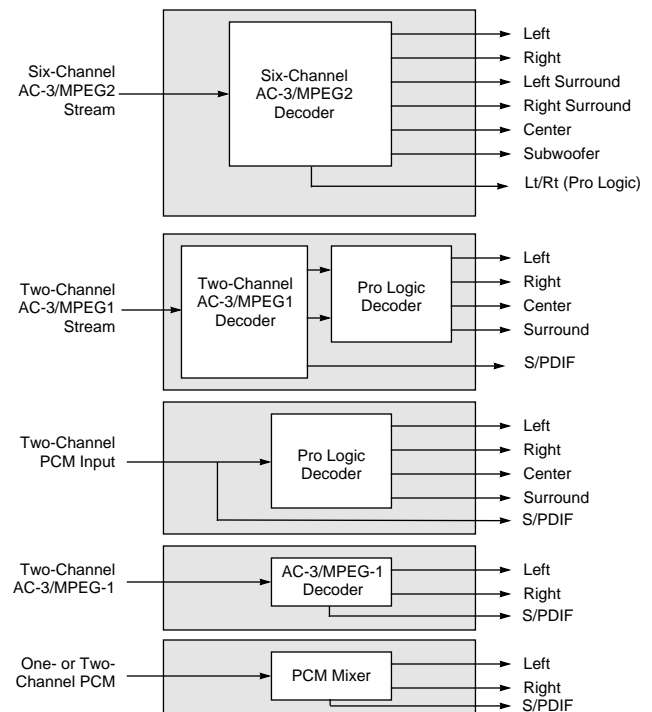 Six-Channel
AC-3/MPEG2
Stream
Six-Channel
AC-3/MPEG2
Decoder
Left
Right
Left Surround
Right Surround
Center
Subwoofer
Lt/Rt (Pro Logic)
Two-Channel
AC-3/MPEG1
Stream
Two-Channel
AC-3/MPEG1
Decoder
Pro Logic
Decoder
Left
Right
Center
Surround
S/PDIF
Two-Channel
PCM Input
Pro Logic
Decoder
Left
Right
Center
Surround
S/PDIF
Two-Channel
AC-3/MPEG-1
AC-3/MPEG-1
Decoder
Left
Right
S/PDIF
One- or Two-
Channel PCM
PCM Mixer
Left
Right
S/PDIF